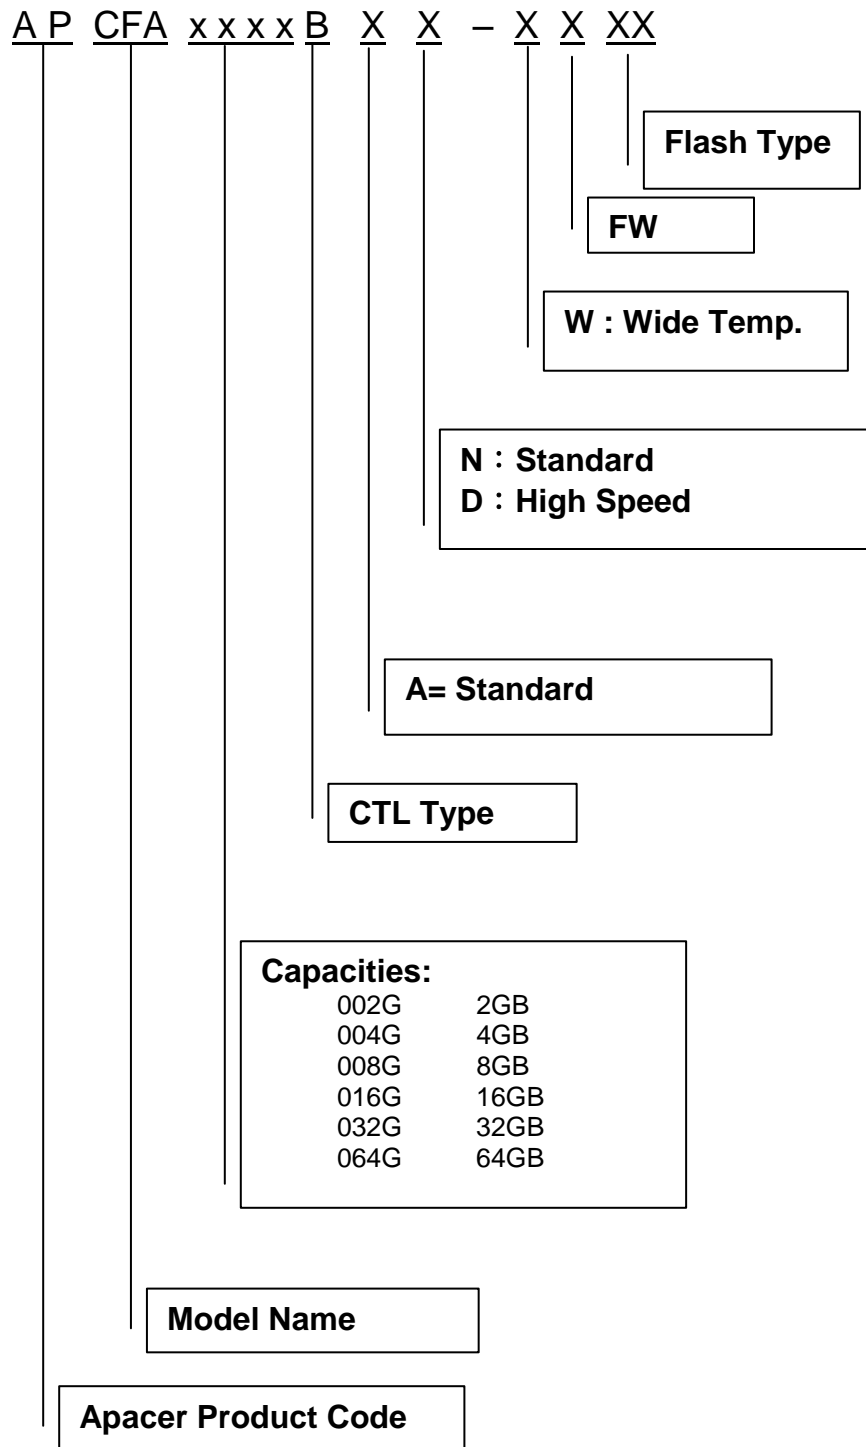 A P CFA x x x x B X X – X X XX
Flash Type
FW
W : Wide Temp.
N：Standard
D：High Speed
A= Standard
CTL Type
Capacities:
002G 2GB
004G 4GB
008G 8GB
016G 16GB
032G 32GB
064G 64GB
Model Name
Apacer Product Code